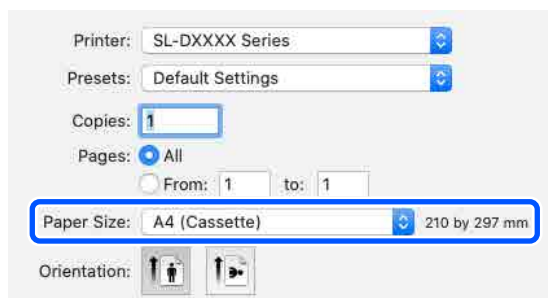 Printer: SL-DXXXX Series
Presets: Default Settings
Copies: 1
Pages: All
From: 1 to: 1
Paper Size: A4 (Cassette) 210 by 297 mm
Orientation: